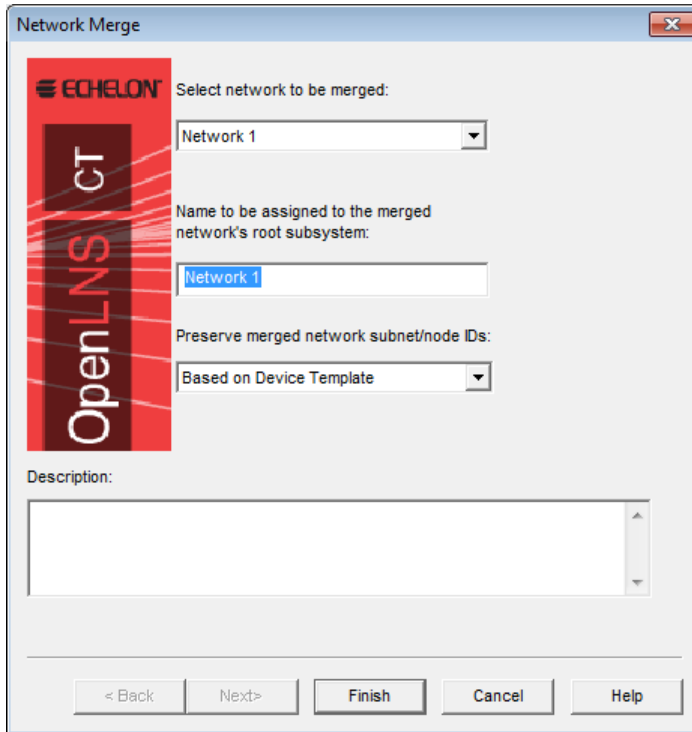 Network Merge
ECHELON
OpenLNS CT
Select network to be merged:
Network 1
Name to be assigned to the merged
network's root subsystem:
Network 1
Preserve merged network subnet/node IDs:
Based on Device Template
Description:
< Back
Next>
Finish
Cancel
Help